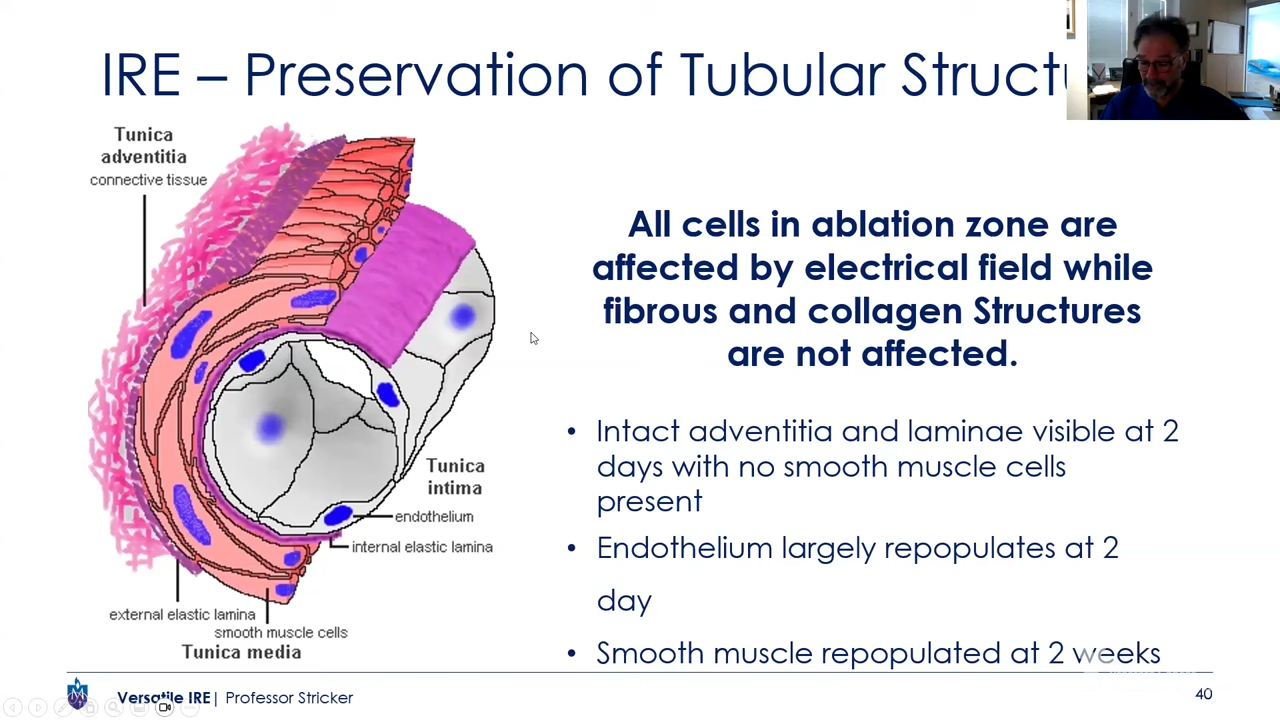 IRE – Preservation of Tubular Struct
Tunica
adventitia
connective tissue
Tunica
intima
endothelium
internal elastic lamina
external elastic lamina
smooth muscle cells
Tunica media
All cells in ablation zone are
affected by electrical field while
fibrous and collagen Structures
are not affected.
• Intact adventitia and laminae visible at 2
days with no smooth muscle cells
present
• Endothelium largely repopulates at 2
day
• Smooth muscle repopulated at 2 weeks
Versatile IRE| Professor Stricker
40